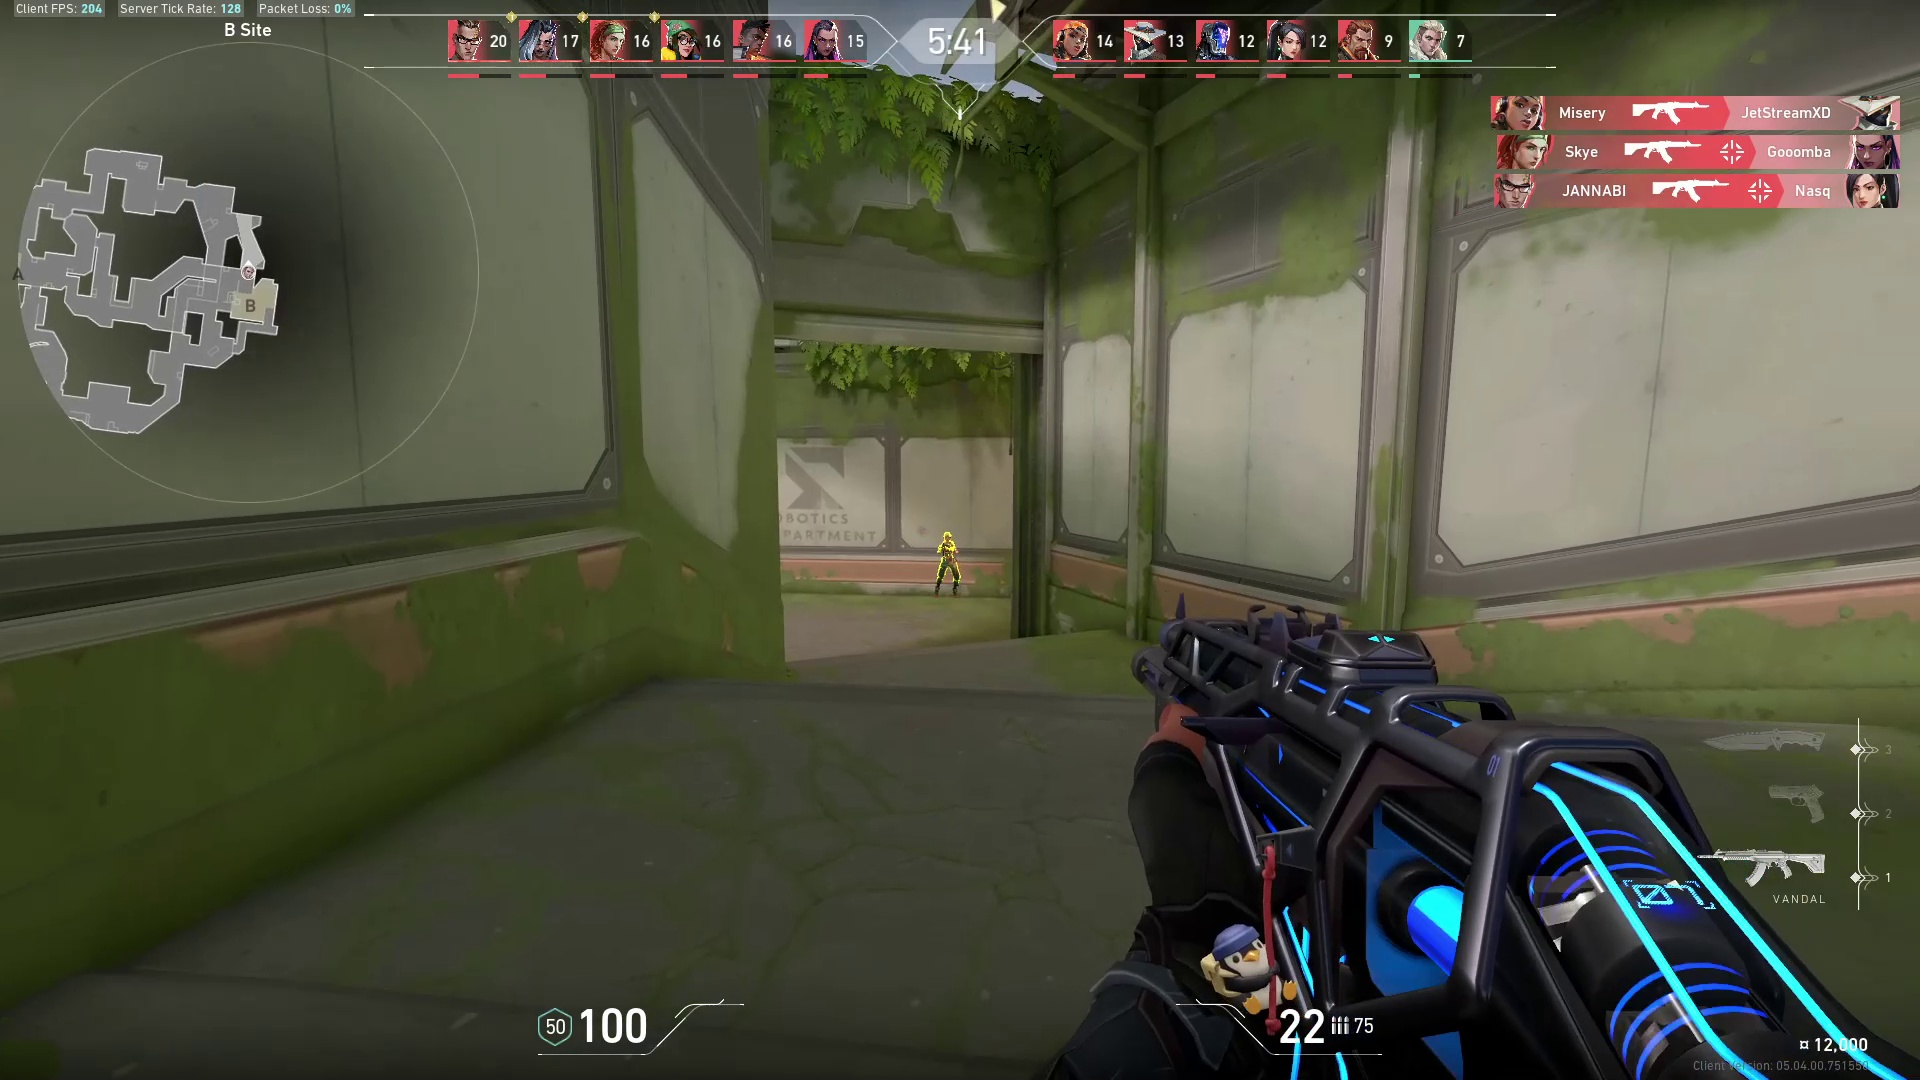 Client FPS: 204 Server Tick Rate: 128 Packet Loss: 0%
B Site
20 17 16 16 16 15 5:41 14 13 12 12 9 7
Misery JetStreamXD
Skye Gooomba
JANNABI Nasq
A
B
OBOTICS
PARTMENT
3
2
1
VANDAL
01
50 100
22 75
¤ 12,000